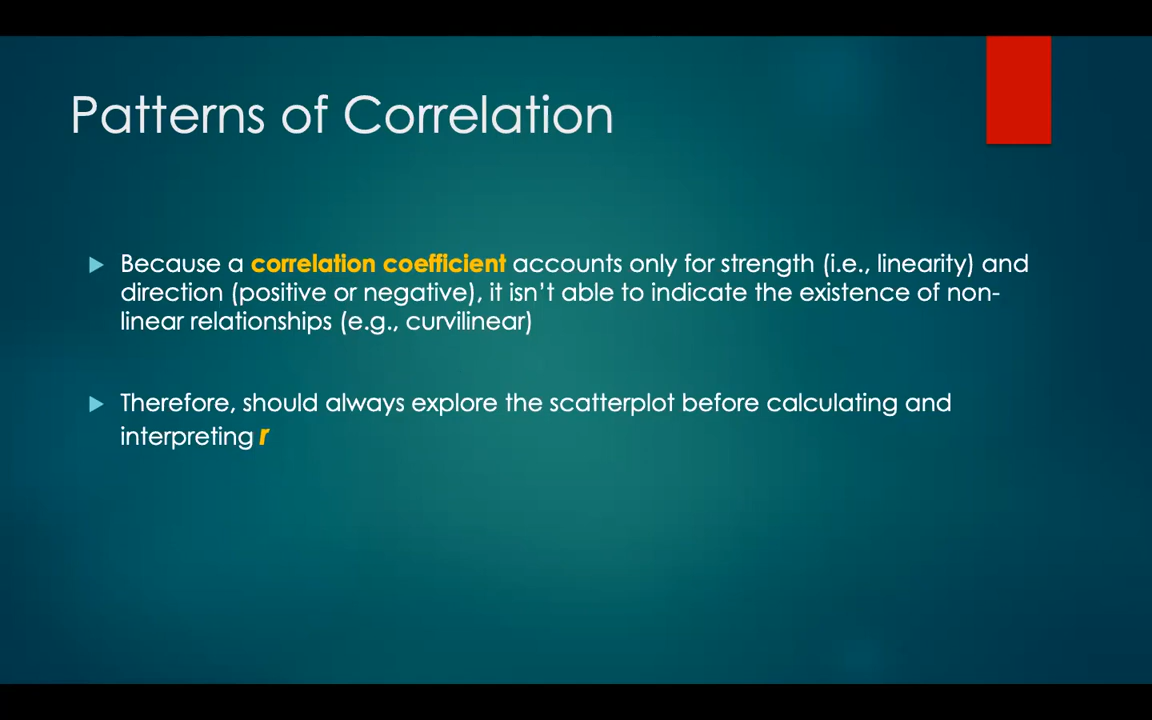 Patterns of Correlation
Because a correlation coefficient accounts only for strength (i.e., linearity) and
direction (positive or negative), it isn’t able to indicate the existence of non-
linear relationships (e.g., curvilinear)
Therefore, should always explore the scatterplot before calculating and
interpreting r